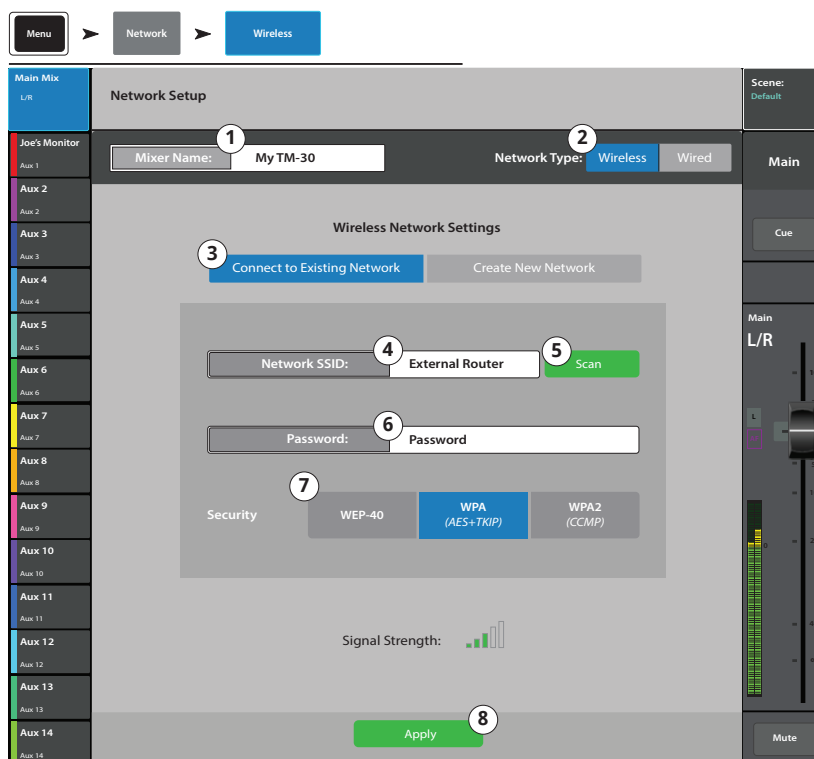 Menu
Network
Wireless
Main Mix
L/R
Network Setup
Scene:
Default
Joe's Monitor
Aux 1
1
Mixer Name:
My TM-30
2
Network Type:
Wireless
Wired
Main
Aux 2
Aux 2
Aux 3
Aux 3
Wireless Network Settings
Cue
3
Connect to Existing Network
Create New Network
Aux 4
Aux 4
Aux 5
Aux 5
Main
L/R
4
Network SSID:
External Router
5
Scan
Aux 6
Aux 6
Aux 7
Aux 7
6
Password:
Password
L
Aux 8
Aux 8
7
Security
WEP-40
WPA
(AES+TKIP)
WPA2
(CCMP)
Aux 9
Aux 9
Aux 10
Aux 10
0
Aux 11
Aux 11
Aux 12
Aux 12
Signal Strength:
Aux 13
Aux 13
Aux 14
Aux 14
8
Apply
Mute